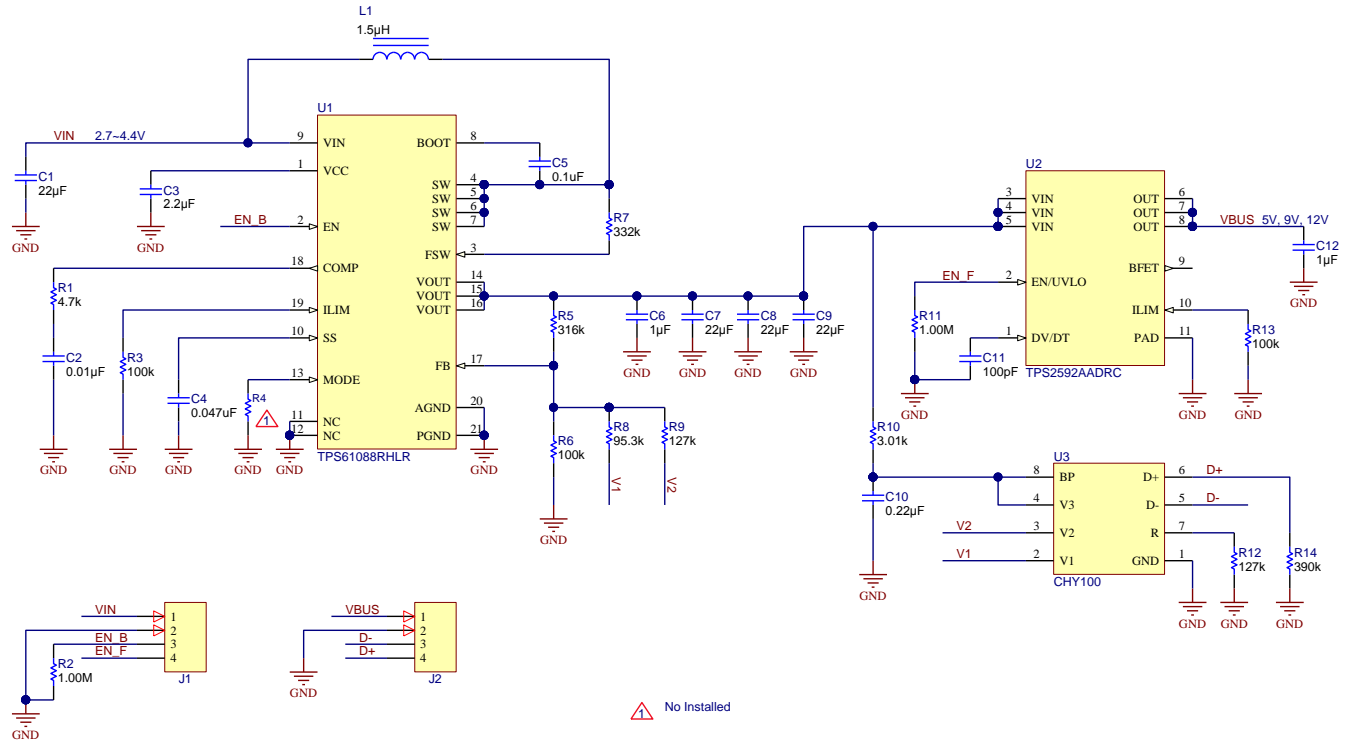 L1
1.5µH
U1
VIN 2.7~4.4V
9 VIN
1 VCC
2 EN
18 COMP
19 ILIM
10 SS
13 MODE
11 NC
12 NC
BOOT 8
SW 4
SW 5
SW 6
SW 7
FSW 3
VOUT 14
VOUT 15
VOUT 16
FB 17
AGND 20
PGND 21
TPS61088RHLR
C1
22µF
GND
C3
2.2µF
GND
EN_B
R1
4.7k
C2
0.01µF
GND
R3
100k
GND
C4
0.047uF
GND
R4
1
GND
GND
GND
C5
0.1uF
R7
332k
R5
316k
R6
100k
GND
R8
95.3k
V1
R9
127k
V2
C6
1µF
GND
C7
22µF
GND
C8
22µF
GND
C9
22µF
GND
U2
3 VIN
4 VIN
5 VIN
2 EN/UVLO
1 DV/DT
OUT 6
OUT 7
OUT 8
BFET 9
ILIM 10
PAD 11
TPS2592AADRC
VBUS 5V, 9V, 12V
C12
1µF
GND
EN_F
R11
1.00M
GND
C11
100pF
R13
100k
GND
GND
R10
3.01k
C10
0.22µF
GND
U3
8 BP
4 V3
3 V2
2 V1
D+ 6
D- 5
R 7
GND 1
CHY100
V2
V1
D+
D-
R12
127k
GND
R14
390k
GND
GND
VIN
EN_B
EN_F
1
2
3
4
J1
R2
1.00M
GND
VBUS
D-
D+
1
2
3
4
J2
GND
1 No Installed